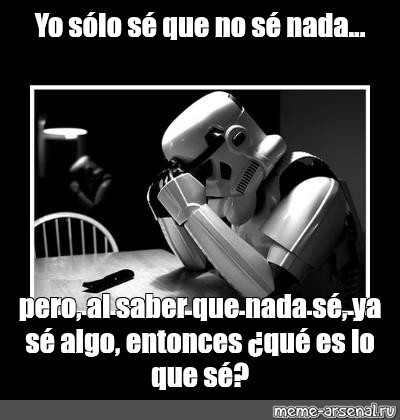 Yo sólo sé que no sé nada...
pero, al saber que nada sé, ya
sé algo, entonces ¿qué es lo
que sé?
meme-arsenal.ru